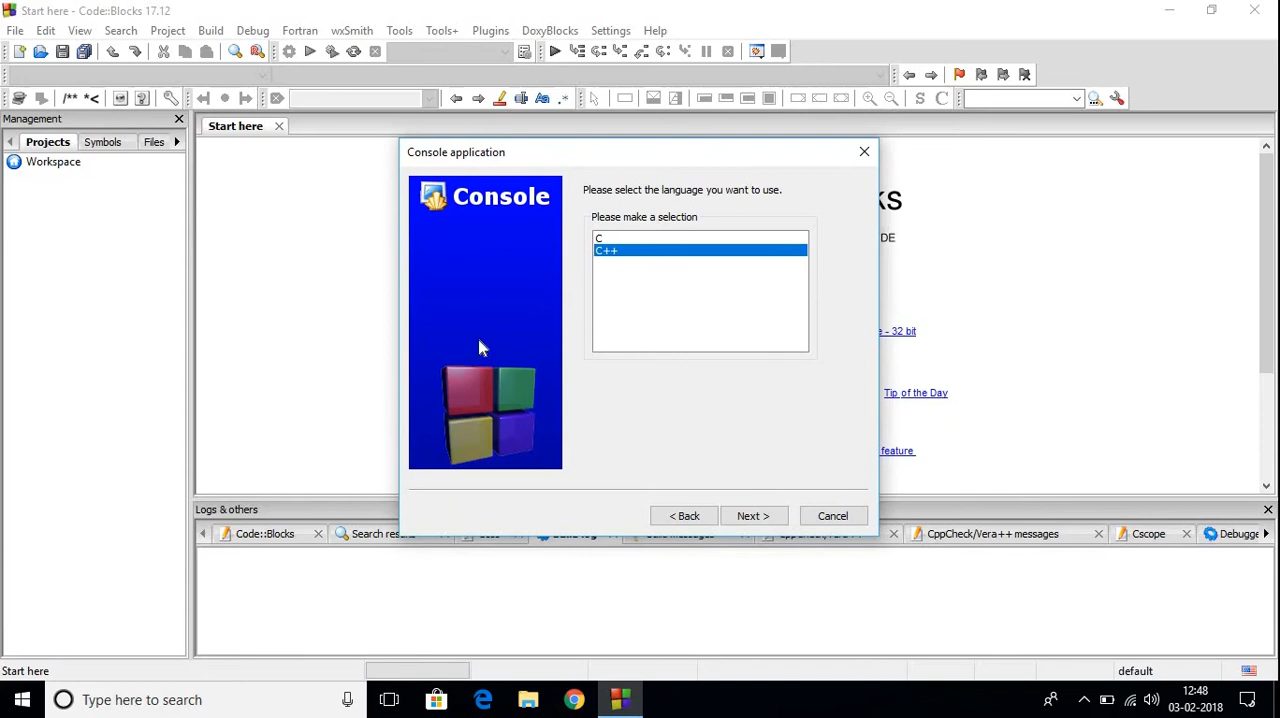 Start here - Code::Blocks 17.12
File Edit View Search Project Build Debug Fortran wxSmith Tools Tools+ Plugins DoxyBlocks Settings Help
/** *<
S C
Management
Projects Symbols Files
Workspace
Start here
Console application
Console
Please select the language you want to use.
Please make a selection
C
C++
< Back Next > Cancel
ks
DE
e - 32 bit
Tip of the Day
feature
Logs & others
Code::Blocks Search results CppCheck/Vera++ messages Cscope Debugge
Start here default
Type here to search
12:48
03-02-2018